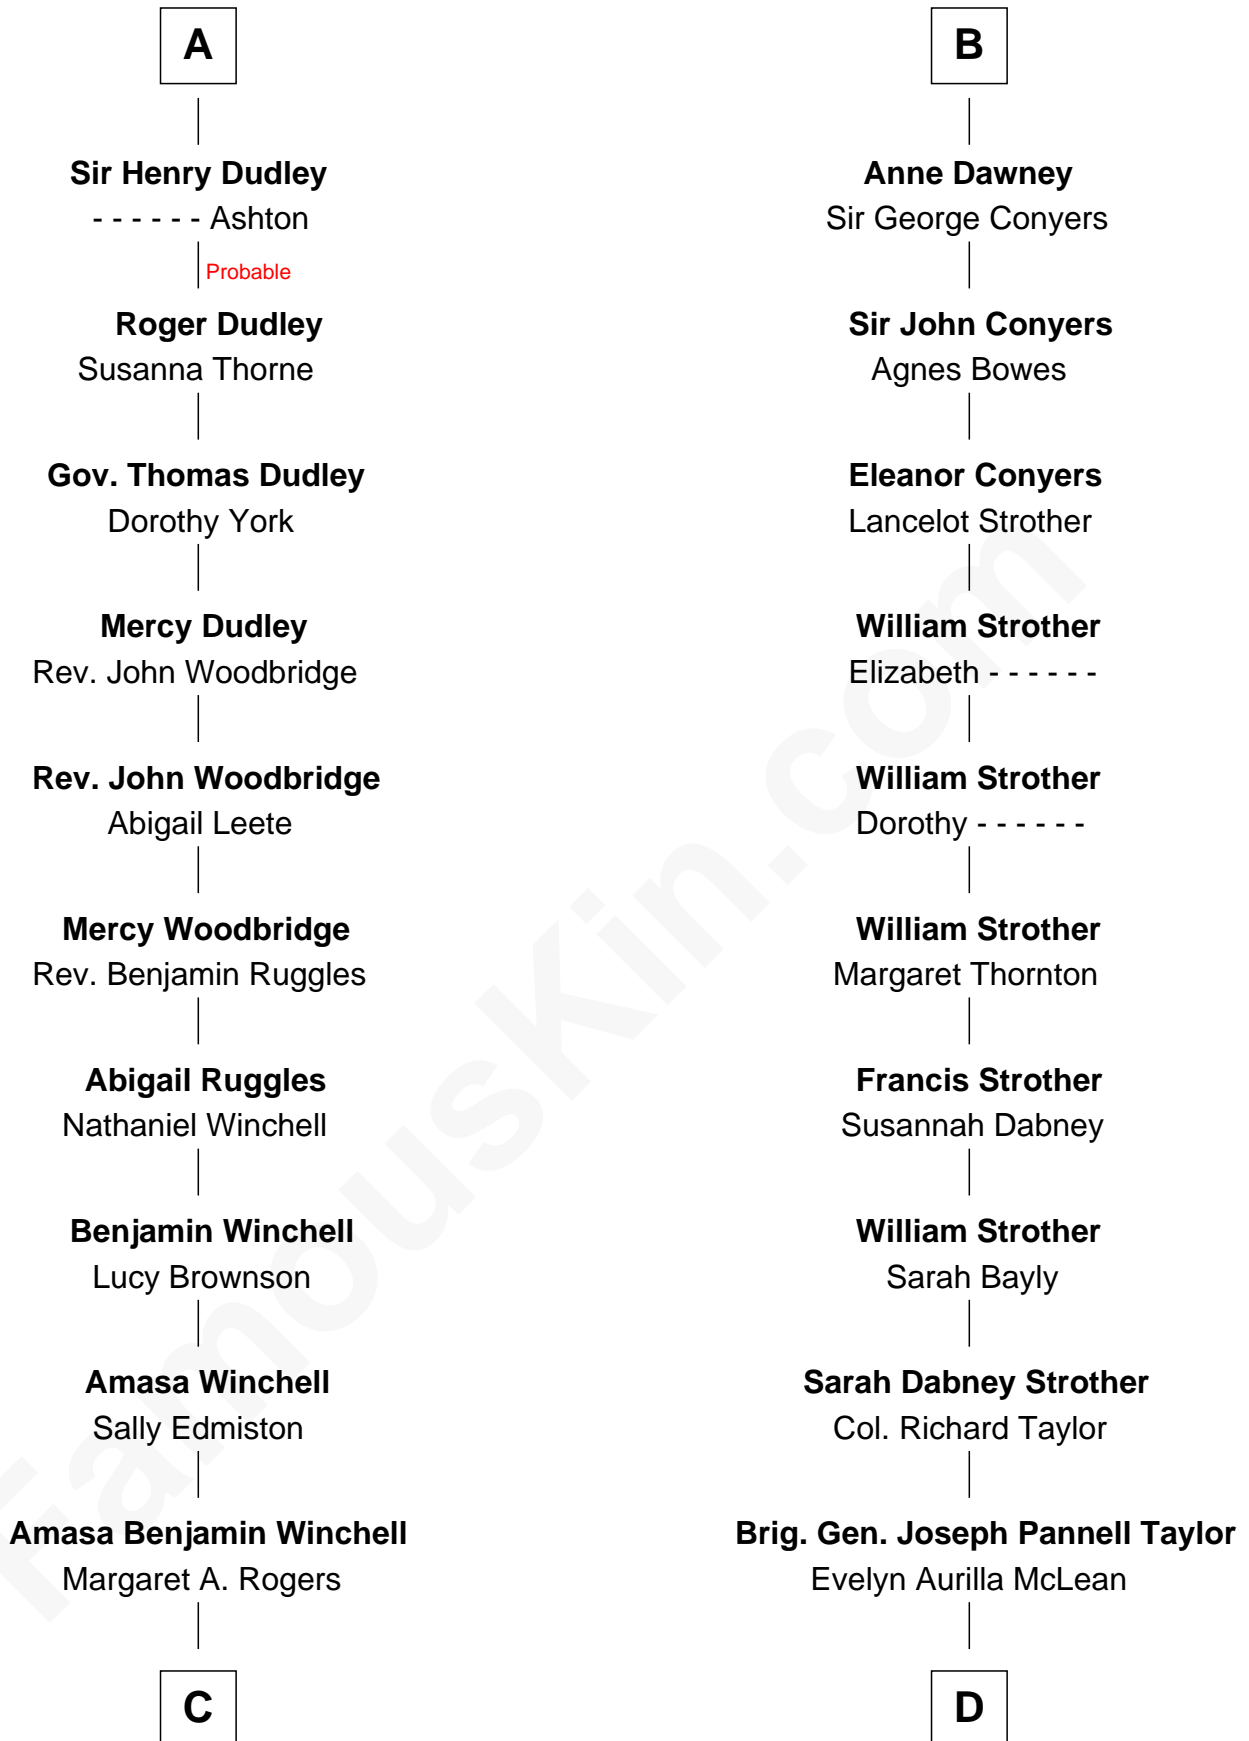 A
Sir Henry Dudley
- - - - - - Ashton
Probable
Roger Dudley
Susanna Thorne
Gov. Thomas Dudley
Dorothy York
Mercy Dudley
Rev. John Woodbridge
Rev. John Woodbridge
Abigail Leete
Mercy Woodbridge
Rev. Benjamin Ruggles
Abigail Ruggles
Nathaniel Winchell
Benjamin Winchell
Lucy Brownson
Amasa Winchell
Sally Edmiston
Amasa Benjamin Winchell
Margaret A. Rogers
C
B
Anne Dawney
Sir George Conyers
Sir John Conyers
Agnes Bowes
Eleanor Conyers
Lancelot Strother
William Strother
Elizabeth - - - - - -
William Strother
Dorothy - - - - - -
William Strother
Margaret Thornton
Francis Strother
Susannah Dabney
William Strother
Sarah Bayly
Sarah Dabney Strother
Col. Richard Taylor
Brig. Gen. Joseph Pannell Taylor
Evelyn Aurilla McLean
D
FamousKin.com